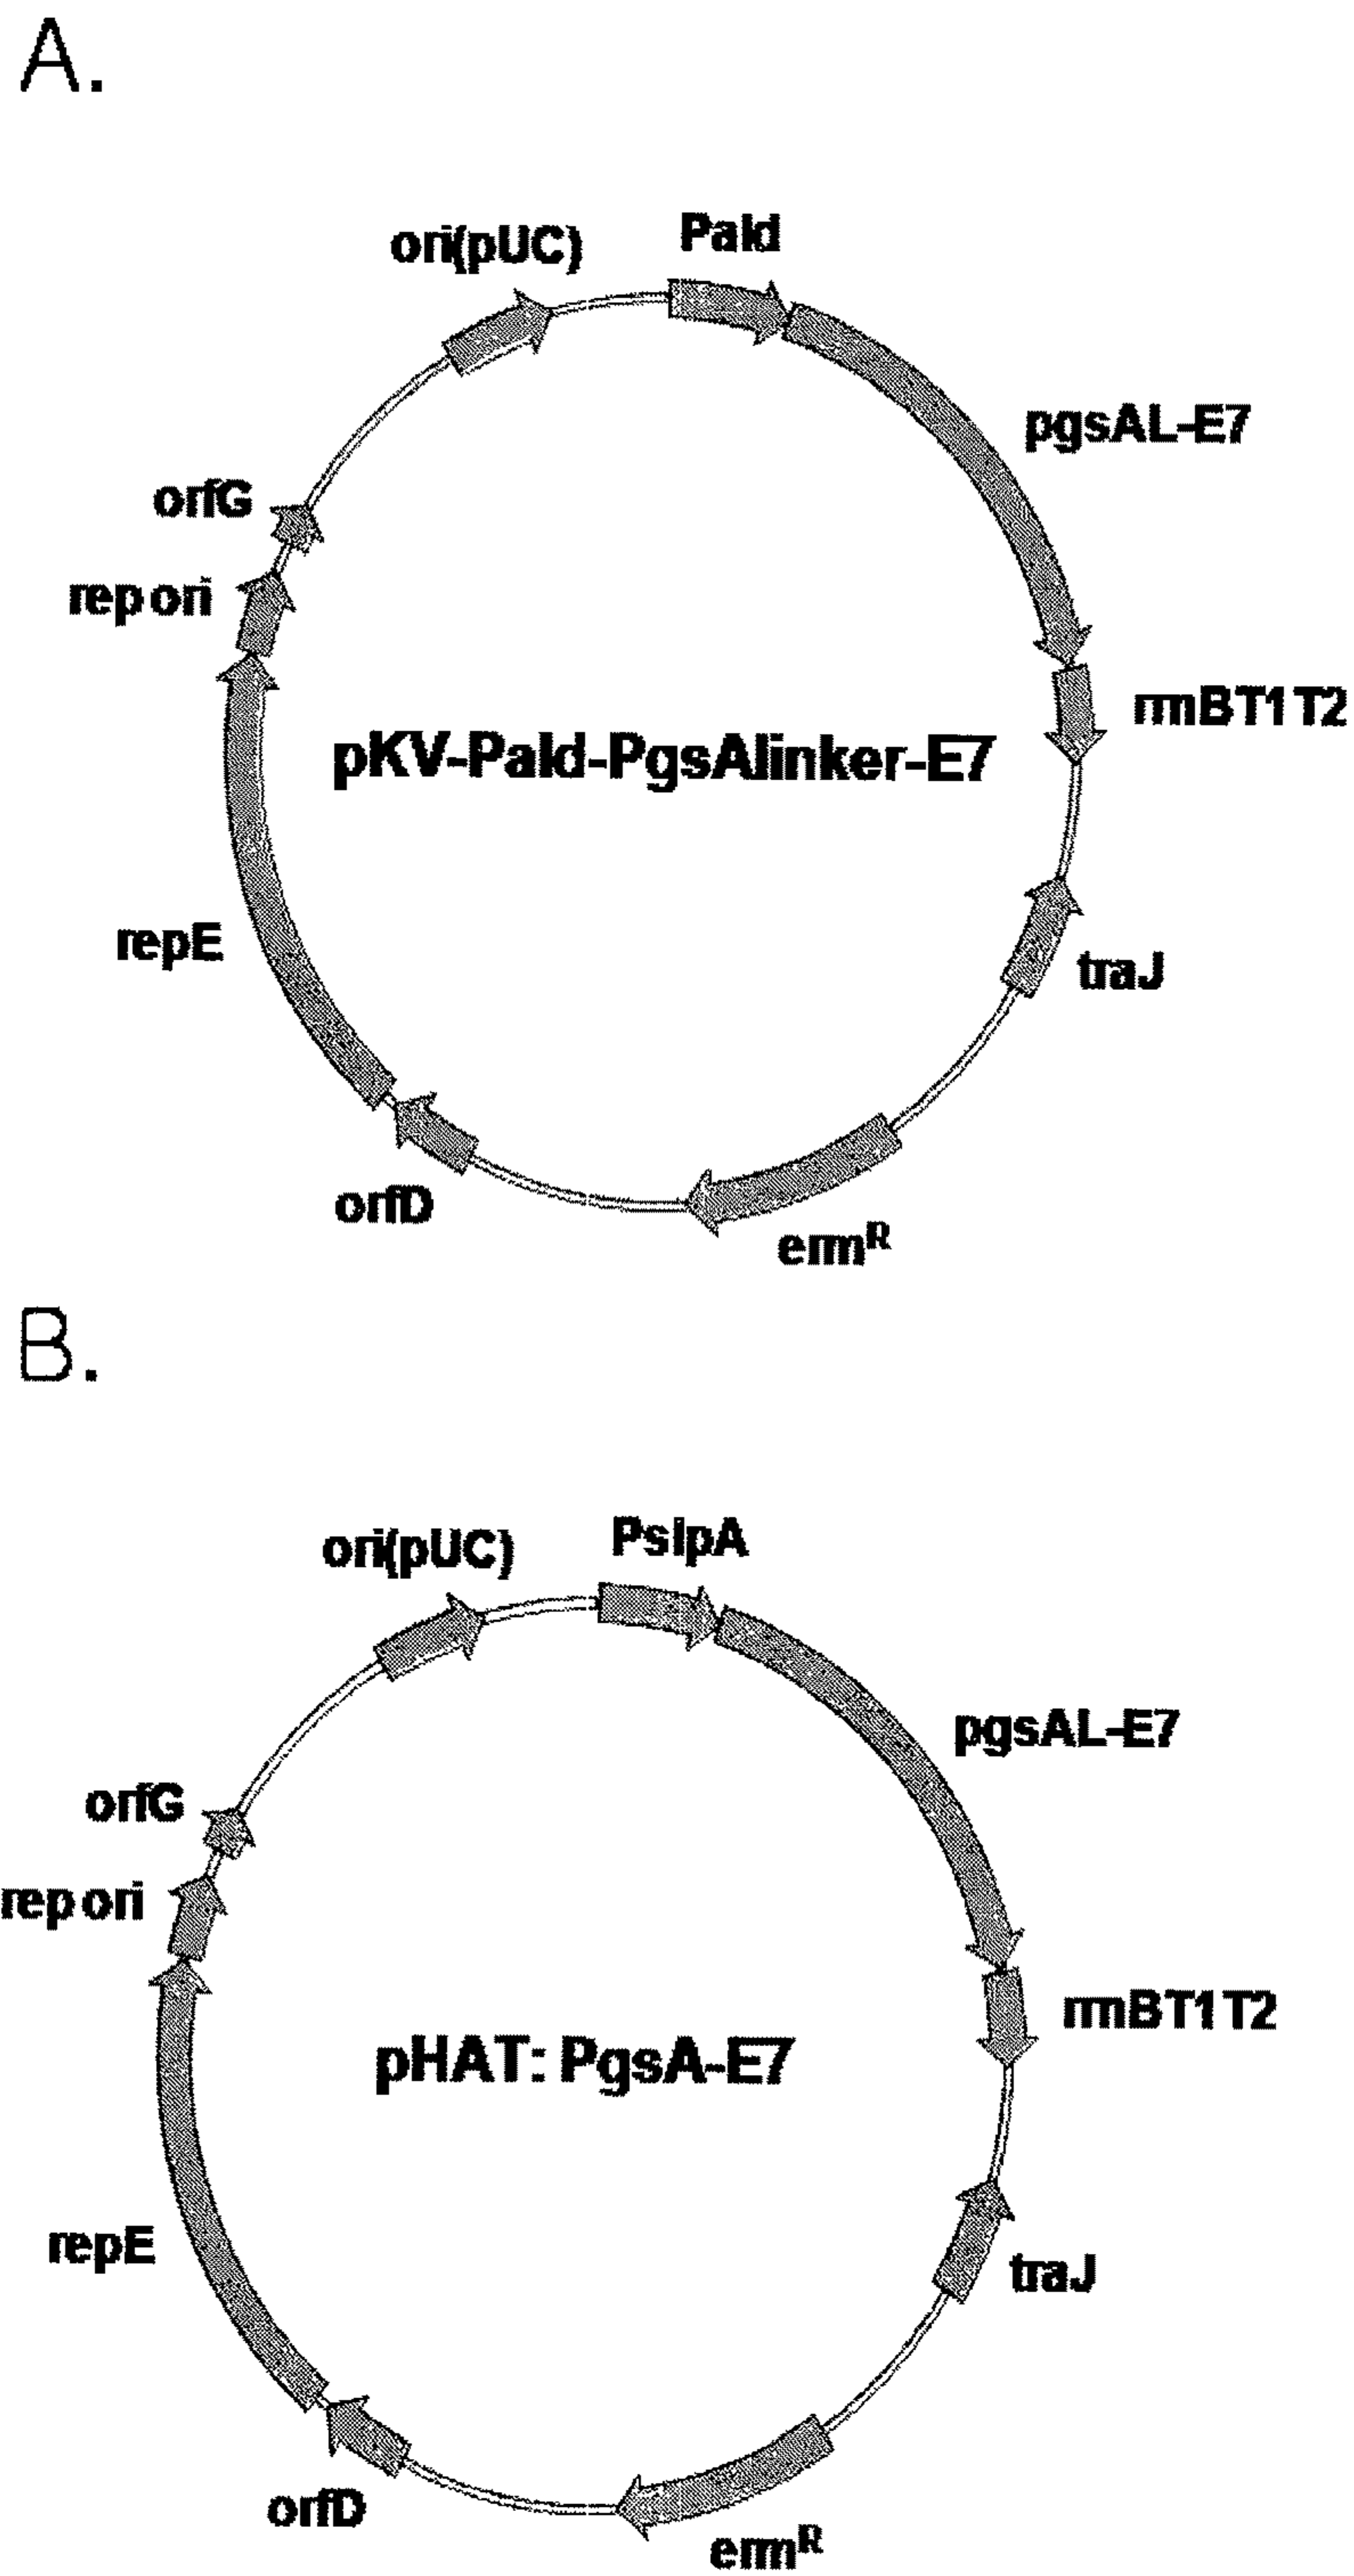 A.
ori(pUC)
Pald
pgsAL-E7
orfG
rep ori
rrnBT1T2
pKV-Pald-PgsAlinker-E7
repE
traJ
orfD
ermR
B.
ori(pUC)
PslpA
pgsAL-E7
orfG
rep ori
rrnBT1T2
pHAT: PgsA-E7
repE
traJ
orfD
ermR